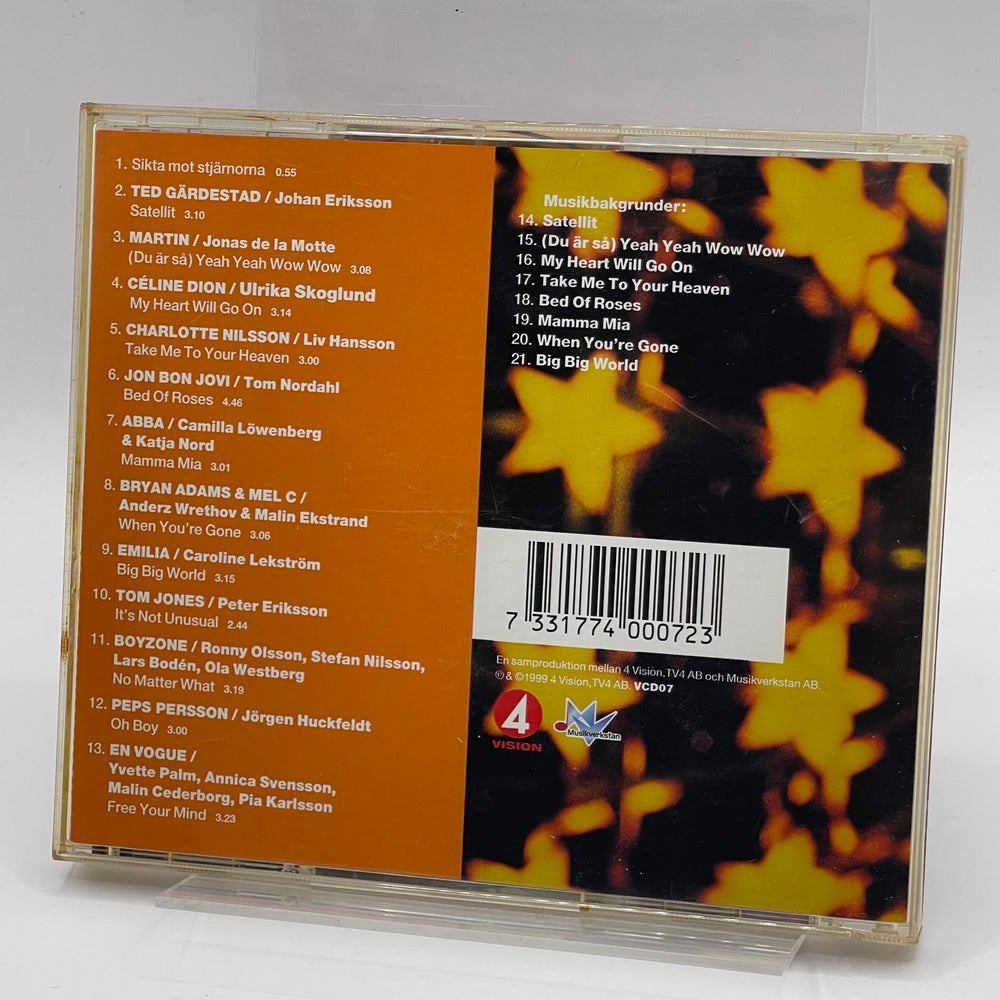 1. Sikta mot stjärnorna 0.55
2. TED GÄRDESTAD / Johan Eriksson
Satellit 3.10
3. MARTIN / Jonas de la Motte
(Du är så) Yeah Yeah Wow Wow 3.08
4. CÉLINE DION / Ulrika Skoglund
My Heart Will Go On 3.14
5. CHARLOTTE NILSSON / Liv Hansson
Take Me To Your Heaven 3.00
6. JON BON JOVI / Tom Nordahl
Bed Of Roses 4.46
7. ABBA / Camilla Löwenberg
& Katja Nord
Mamma Mia 3.01
8. BRYAN ADAMS & MEL C /
Anderz Wrethov & Malin Ekstrand
When You're Gone 3.06
9. EMILIA / Caroline Lekström
Big Big World 3.15
10. TOM JONES / Peter Eriksson
It's Not Unusual 2.44
11. BOYZONE / Ronny Olsson, Stefan Nilsson,
Lars Bodén, Ola Westberg
No Matter What 3.19
12. PEPS PERSSON / Jörgen Huckfeldt
Oh Boy 3.00
13. EN VOGUE /
Yvette Palm, Annica Svensson,
Malin Cederborg, Pia Karlsson
Free Your Mind 3.23
Musikbakgrunder:
14. Satellit
15. (Du är så) Yeah Yeah Wow Wow
16. My Heart Will Go On
17. Take Me To Your Heaven
18. Bed Of Roses
19. Mamma Mia
20. When You're Gone
21. Big Big World
7 331774 000723
En samproduktion mellan 4 Vision, TV4 AB och Musikverkstan AB.
℗ & ©1999 4 Vision, TV4 AB. VCD07
4
VISION
Musikverkstan